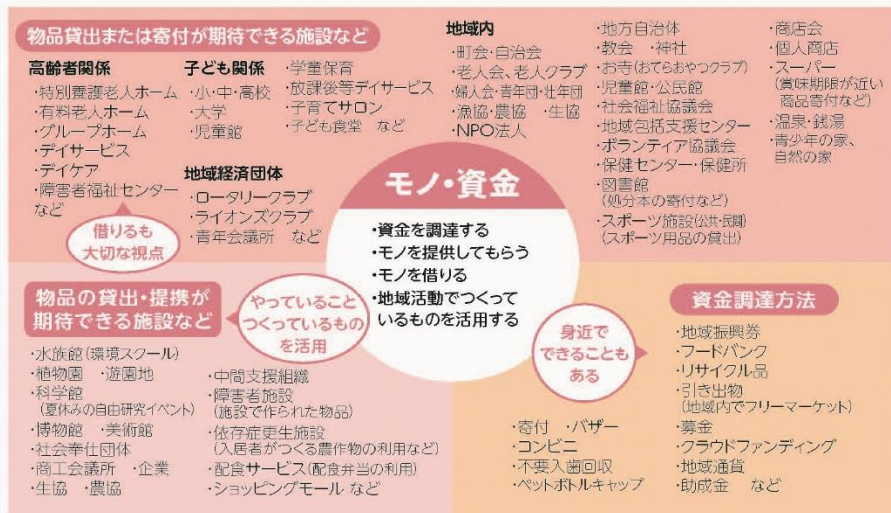 物品貸出または寄付が期待できる施設など
高齢者関係
・特別養護老人ホーム
・有料老人ホーム
・グループホーム
・デイサービス
・デイケア
・障害者福祉センター
など
子ども関係
・小・中・高校
・大学
・児童館
・学童保育
・放課後等デイサービス
・子育てサロン
・子ども食堂 など
地域経済団体
・ロータリークラブ
・ライオンズクラブ
・青年会議所 など
借りるも
大切な視点
地域内
・町会・自治会
・老人会、老人クラブ
・婦人会・青年団・壮年団
・漁協・農協 ・生協
・NPO法人
・地方自治体
・教会 ・神社
・お寺(おてらおやつクラブ)
・児童館・公民館
・社会福祉協議会
・地域包括支援センター
・ボランティア協議会
・保健センター・保健所
・図書館
(処分本の寄付など)
・スポーツ施設(公共・民間)
(スポーツ用品の貸出)
・商店会
・個人商店
・スーパー
(賞味期限が近い
商品寄付など)
・温泉・銭湯
・青少年の家、
自然の家
モノ・資金
・資金を調達する
・モノを提供してもらう
・モノを借りる
・地域活動でつくって
いるものを活用する
物品の貸出・提携が
期待できる施設など
やっていること
つくっているもの
を活用
・水族館(環境スクール)
・植物園 ・遊園地
・科学館
(夏休みの自由研究イベント)
・博物館 ・美術館
・社会奉仕団体
・商工会議所 ・企業
・生協 ・農協
・中間支援組織
・障害者施設
(施設で作られた物品)
・依存症更生施設
(入居者がつくる農作物の利用など)
・配食サービス(配食弁当の利用)
・ショッピングモール など
資金調達方法
身近で
できることも
ある
・寄付 ・バザー
・コンビニ
・不要入歯回収
・ペットボトルキャップ
・地域振興券
・フードバンク
・リサイクル品
・引き出物
(地域内でフリーマーケット)
・募金
・クラウドファンディング
・地域通貨
・助成金 など